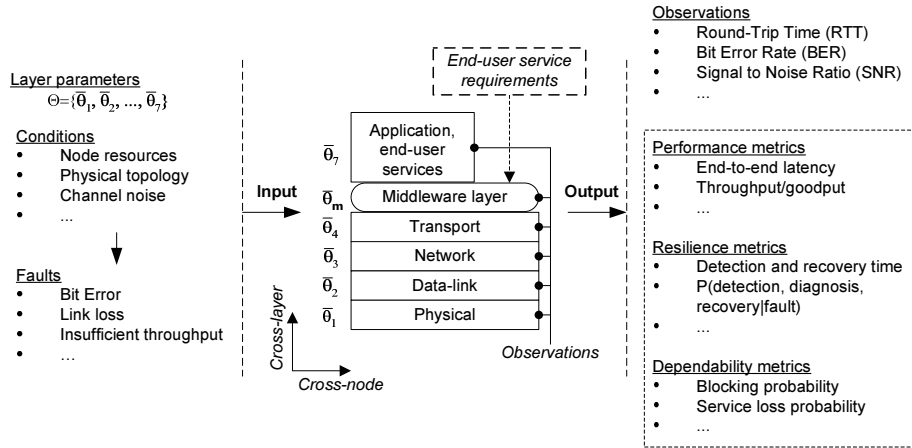 Layer parameters
Θ={θ̅₁, θ̅₂, ..., θ̅₇}
Conditions
• Node resources
• Physical topology
• Channel noise
• ...
Faults
• Bit Error
• Link loss
• Insufficient throughput
• ...
Input
End-user service
requirements
θ̅₇
Application,
end-user
services
θ̅ₘ
Middleware layer
θ̅₄
Transport
θ̅₃
Network
θ̅₂
Data-link
θ̅₁
Physical
Cross-layer
Cross-node
Observations
Output
Observations
• Round-Trip Time (RTT)
• Bit Error Rate (BER)
• Signal to Noise Ratio (SNR)
• ...
Performance metrics
• End-to-end latency
• Throughput/goodput
• ...
Resilience metrics
• Detection and recovery time
• P(detection, diagnosis,
recovery|fault)
• ...
Dependability metrics
• Blocking probability
• Service loss probability
• ...